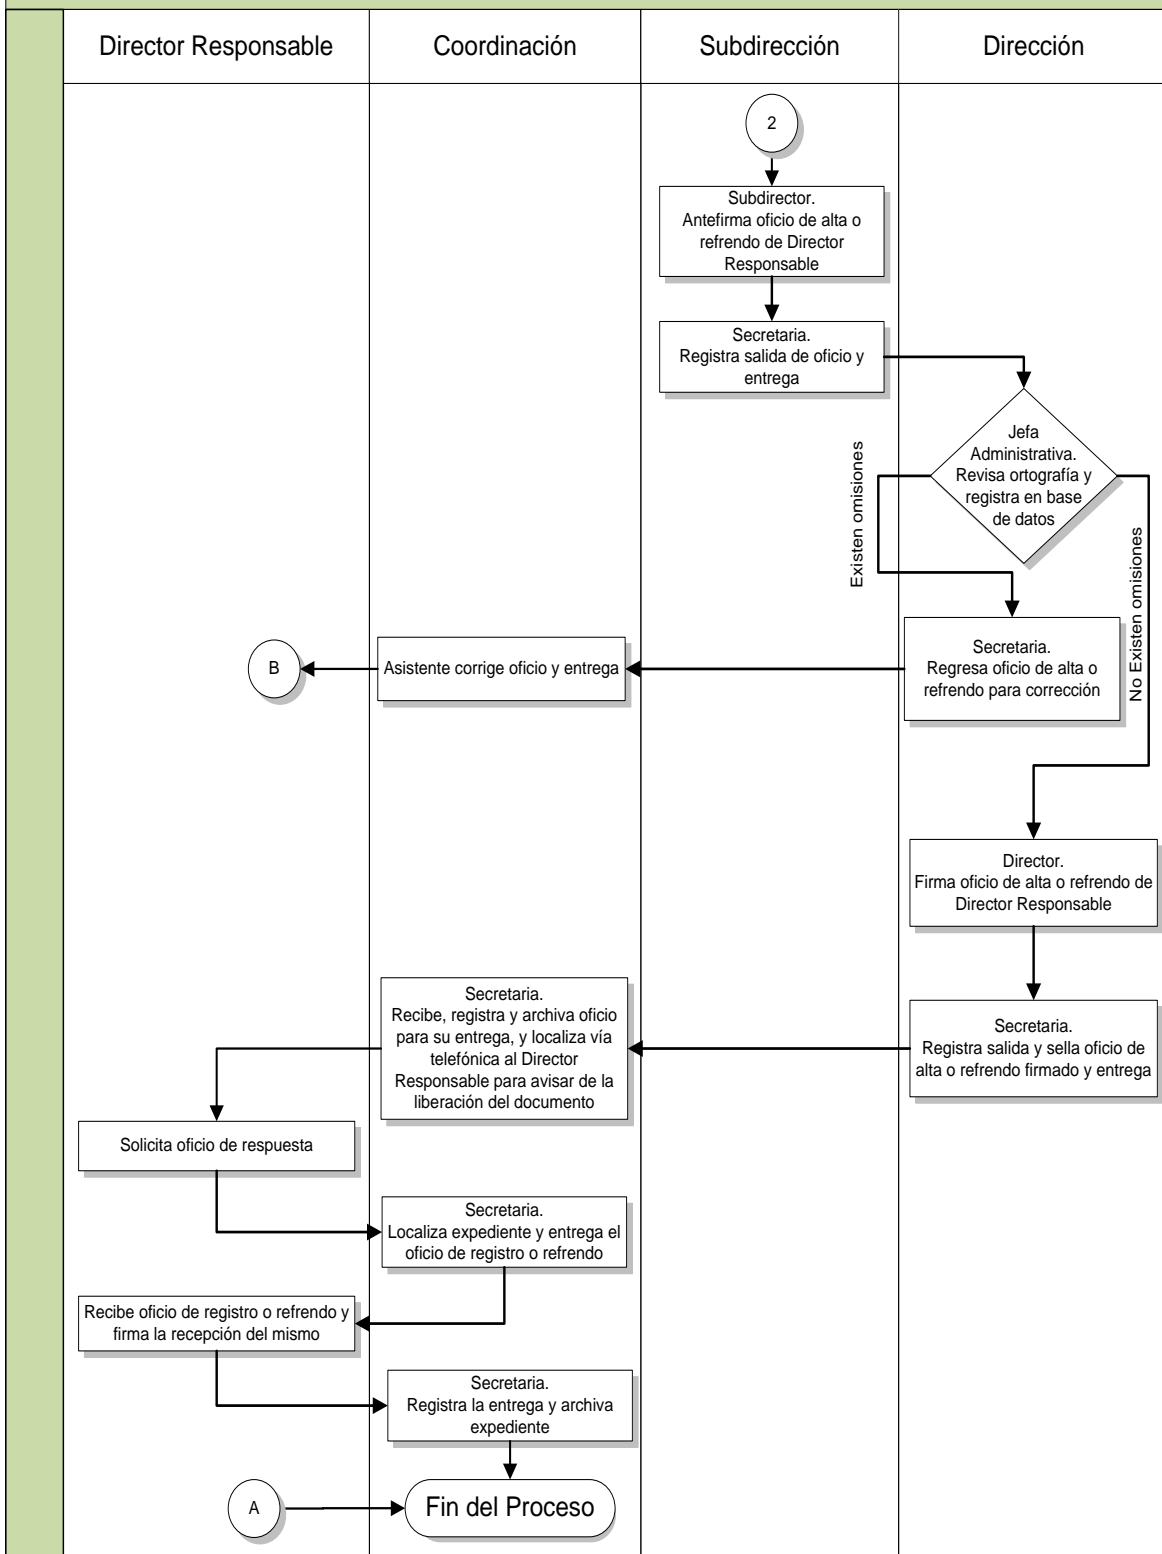 Director Responsable
Coordinación
Subdirección
Dirección
2
Subdirector.
Antefirma oficio de alta o
refrendo de Director
Responsable
Secretaria.
Registra salida de oficio y
entrega
Jefa
Administrativa.
Revisa ortografía y
registra en base
de datos
Existen omisiones
No Existen omisiones
Secretaria.
Regresa oficio de alta o
refrendo para corrección
Asistente corrige oficio y entrega
B
Director.
Firma oficio de alta o refrendo de
Director Responsable
Secretaria.
Registra salida y sella oficio de
alta o refrendo firmado y entrega
Secretaria.
Recibe, registra y archiva oficio
para su entrega, y localiza vía
telefónica al Director
Responsable para avisar de la
liberación del documento
Solicita oficio de respuesta
Secretaria.
Localiza expediente y entrega el
oficio de registro o refrendo
Recibe oficio de registro o refrendo y
firma la recepción del mismo
Secretaria.
Registra la entrega y archiva
expediente
A
Fin del Proceso